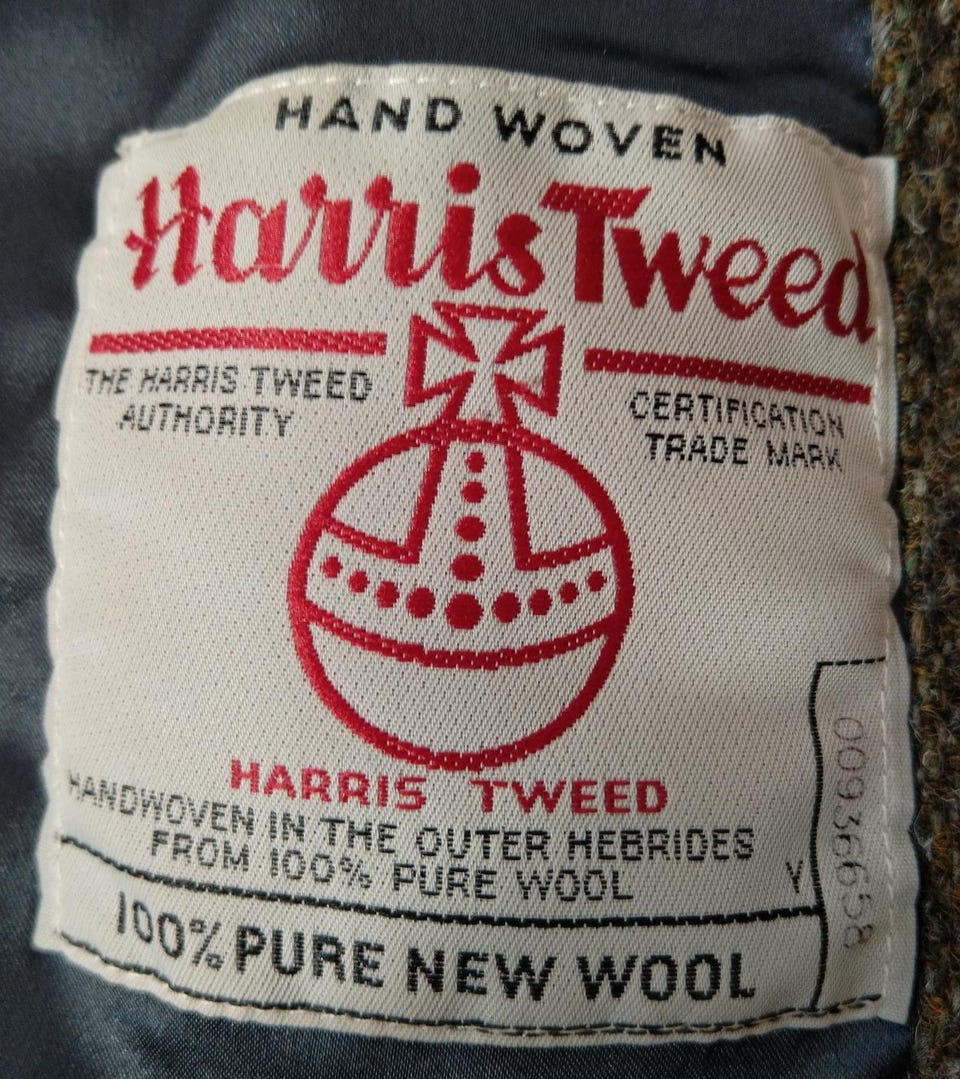 HAND WOVEN
Harris Tweed
THE HARRIS TWEED
AUTHORITY
CERTIFICATION
TRADE MARK
HARRIS TWEED
HANDWOVEN IN THE OUTER HEBRIDES
FROM 100% PURE WOOL
Y
100% PURE NEW WOOL
009366658